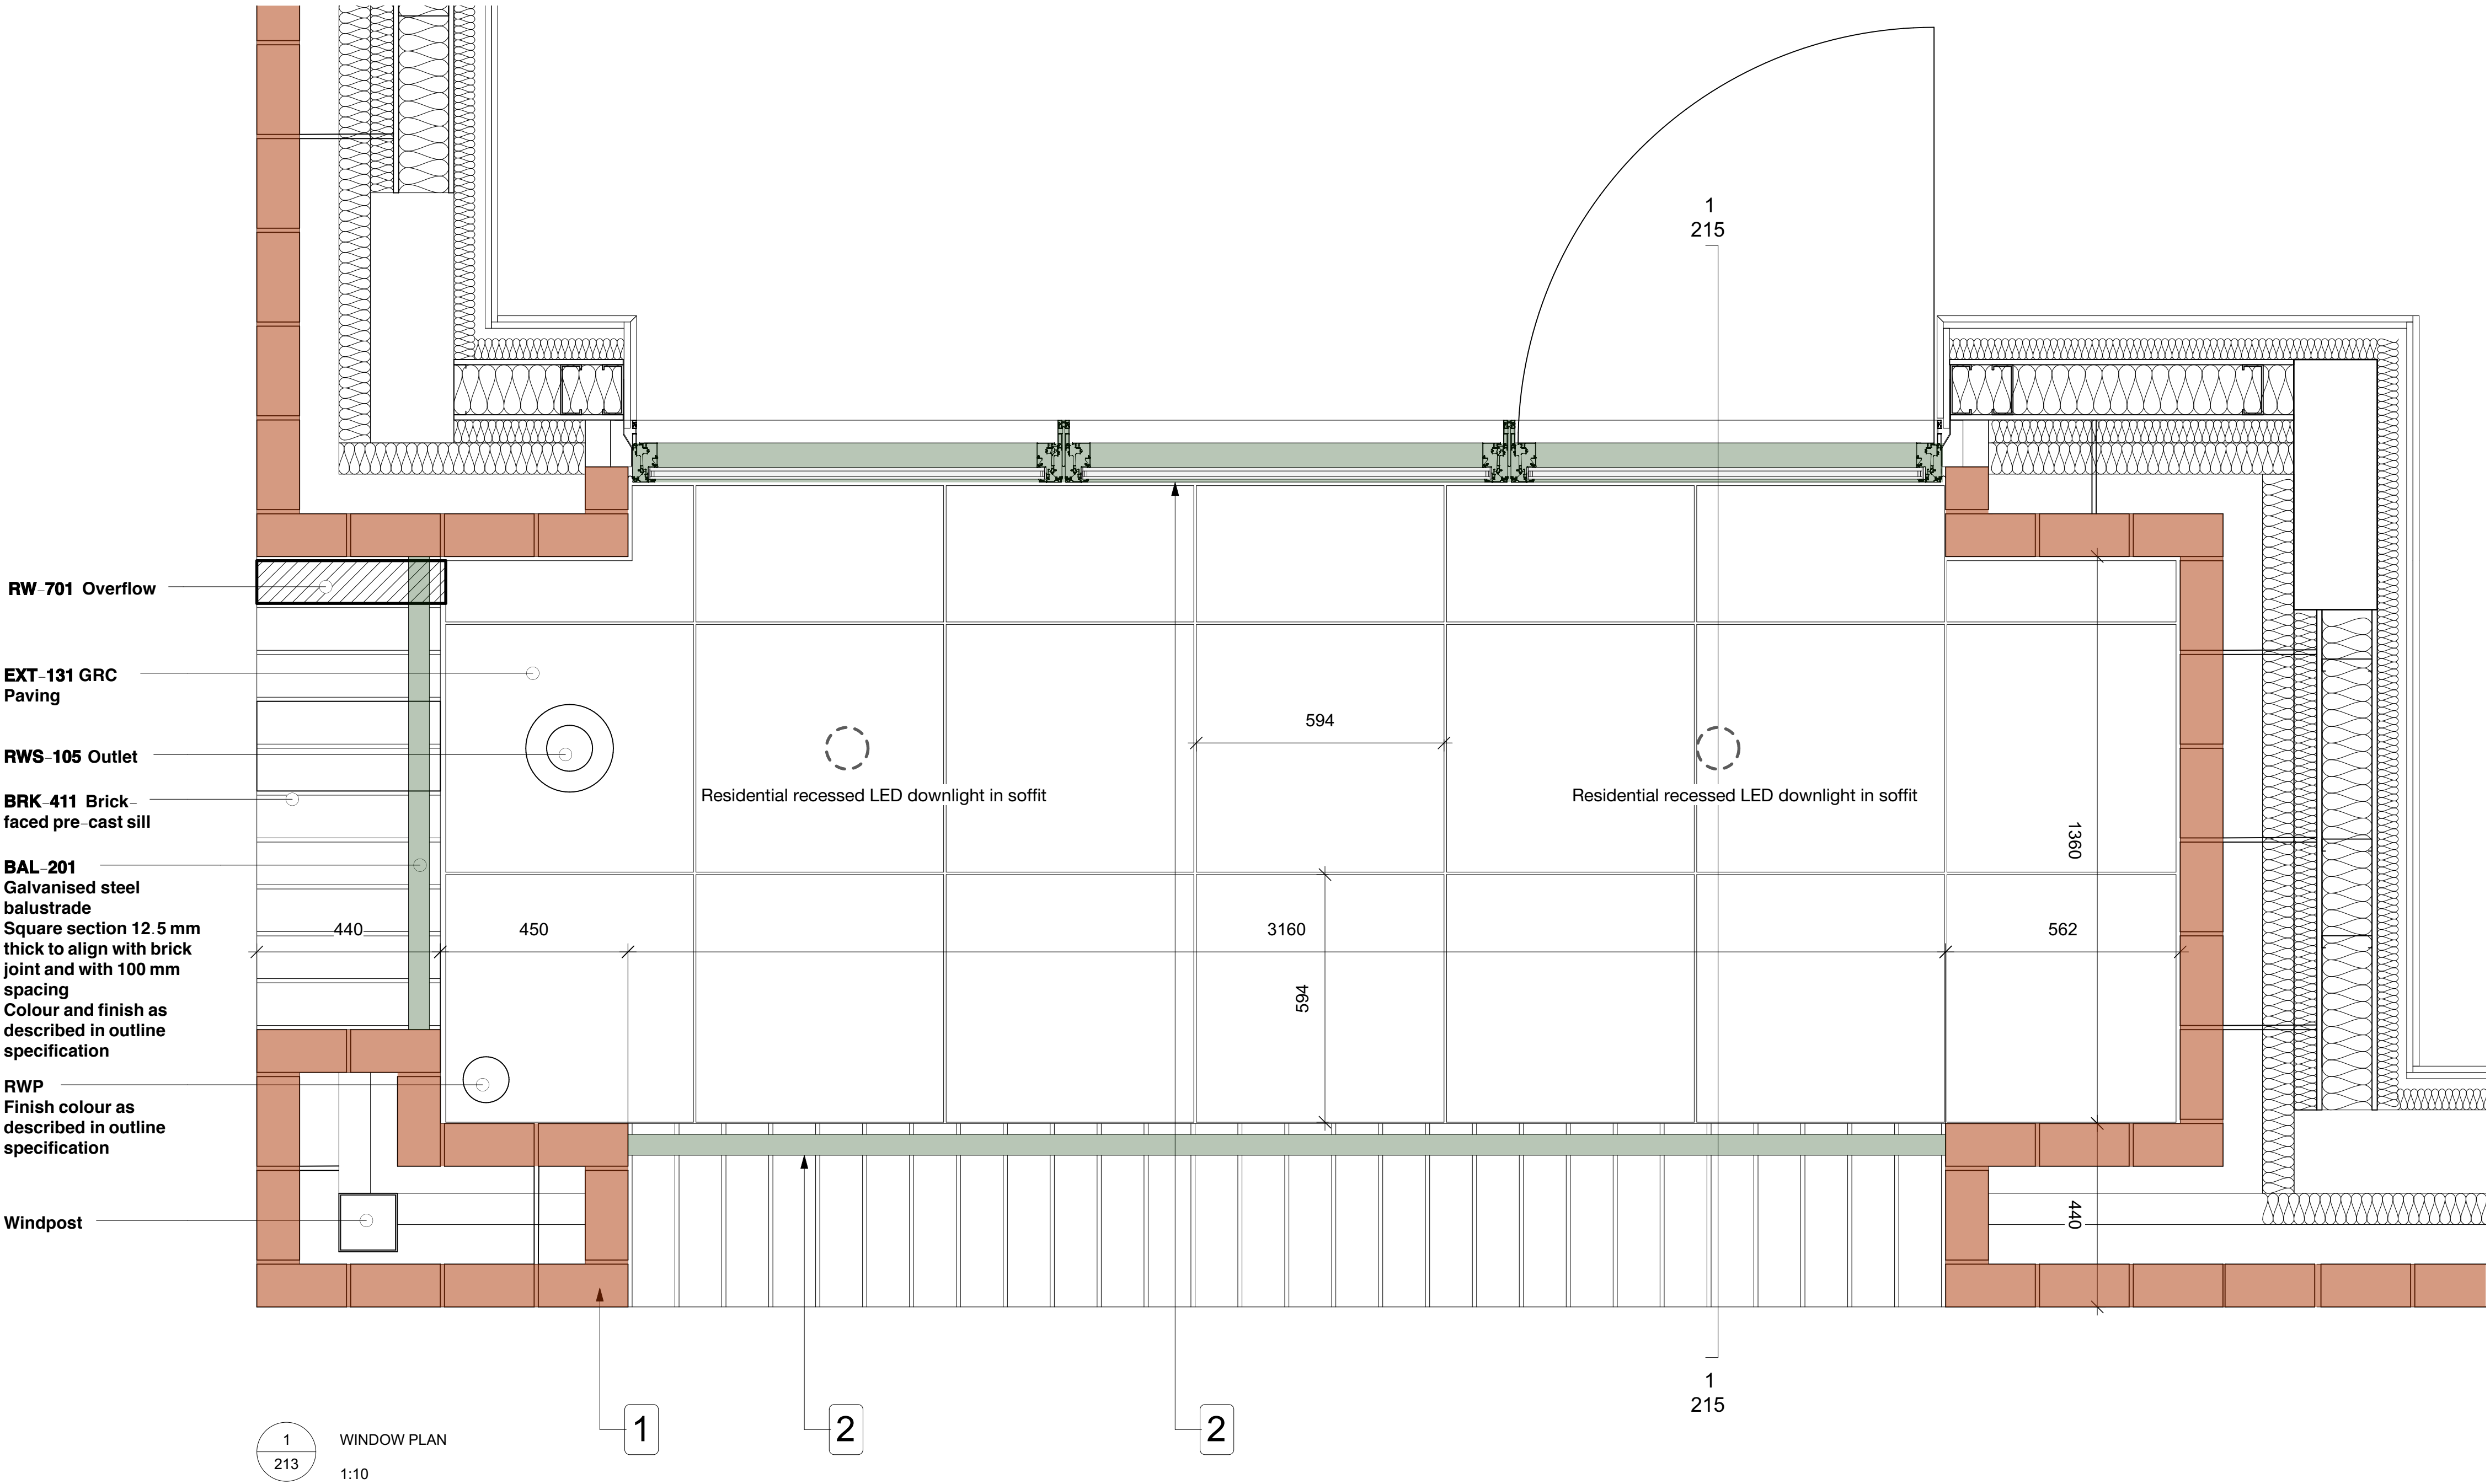 1
215
RW-701 Overflow
EXT-131 GRC
Paving
594
RWS-105 Outlet
Residential recessed LED downlight in soffit
Residential recessed LED downlight in soffit
BRK-411 Brick-
faced pre-cast sill
1360
BAL-201
Galvanised steel
balustrade
Square section 12.5 mm
thick to align with brick
joint and with 100 mm
spacing
Colour and finish as
described in outline
specification
440
450
3160
562
594
RWP
Finish colour as
described in outline
specification
Windpost
440
1
215
1
2
2
1
213
WINDOW PLAN
1:10